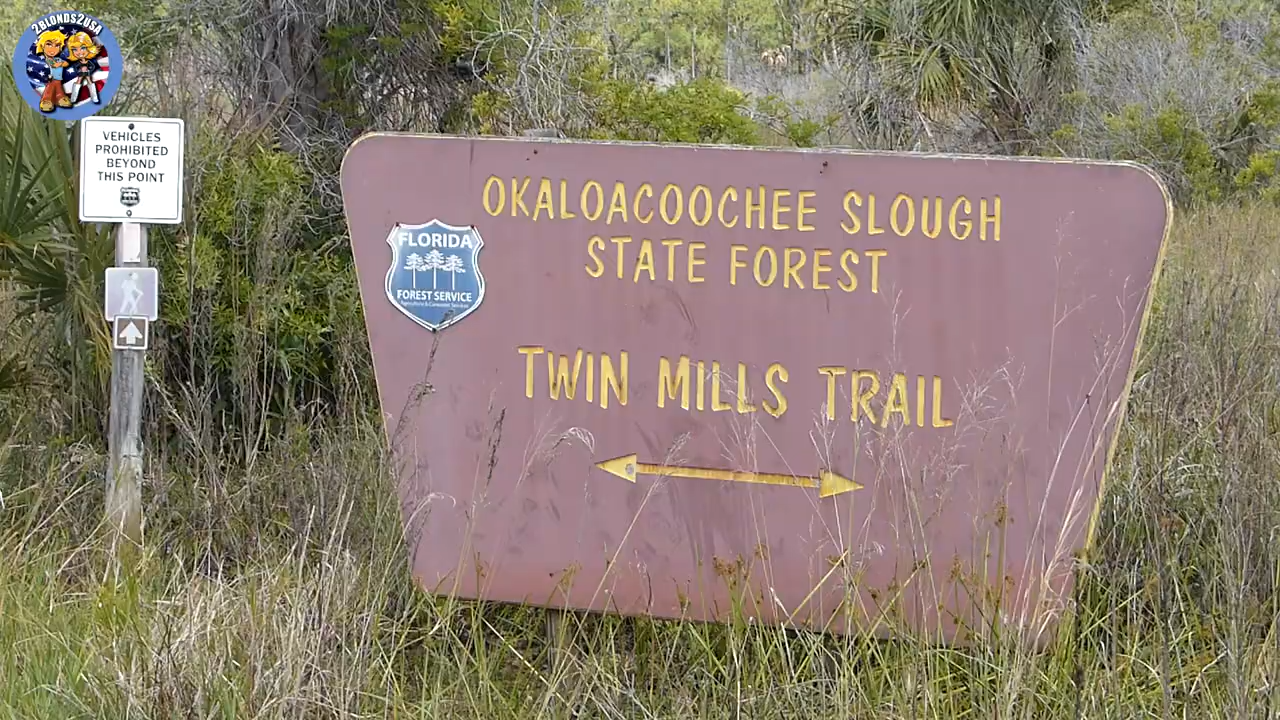 2BLONDS2USA
VEHICLES
PROHIBITED
BEYOND
THIS POINT
OKALOACOOCHEE SLOUGH
STATE FOREST
FLORIDA
FOREST SERVICE
TWIN MILLS TRAIL